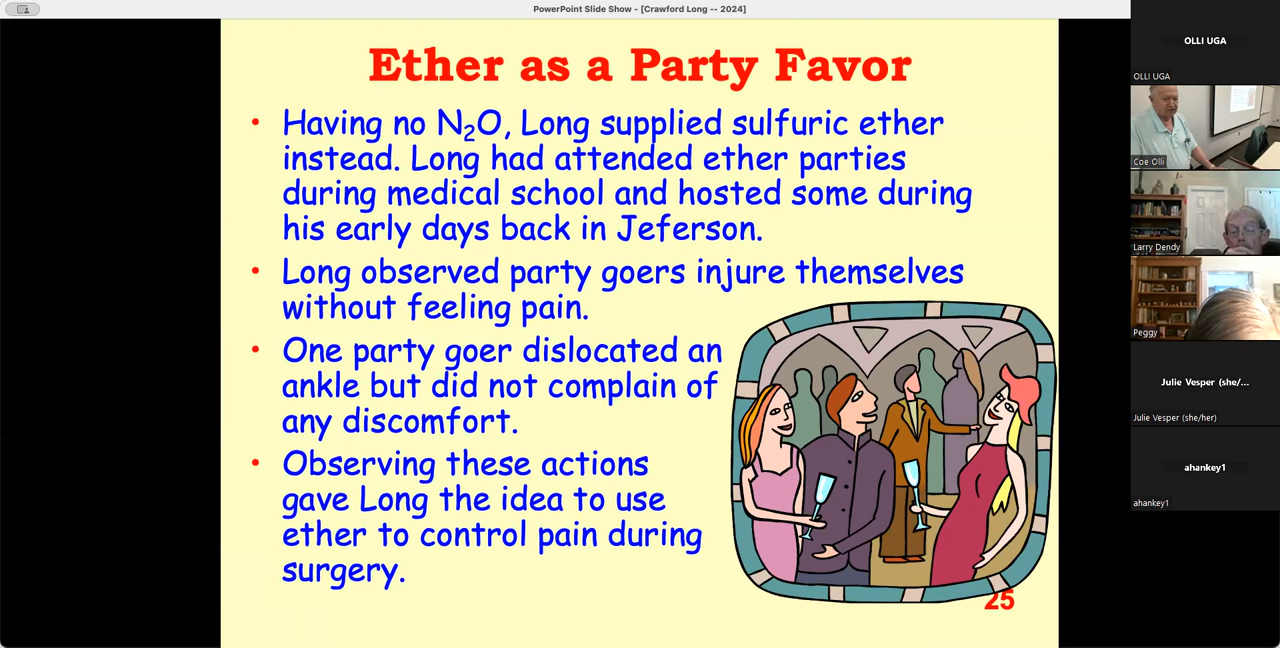 PowerPoint Slide Show - [Crawford Long -- 2024]
Ether as a Party Favor
• Having no N₂O, Long supplied sulfuric ether
instead. Long had attended ether parties
during medical school and hosted some during
his early days back in Jeferson.
• Long observed party goers injure themselves
without feeling pain.
• One party goer dislocated an
ankle but did not complain of
any discomfort.
• Observing these actions
gave Long the idea to use
ether to control pain during
surgery.
25
OLLI UGA
OLLI UGA
Coe Olli
Larry Dendy
Peggy
Julie Vesper (she/...
Julie Vesper (she/her)
ahankey1
ahankey1